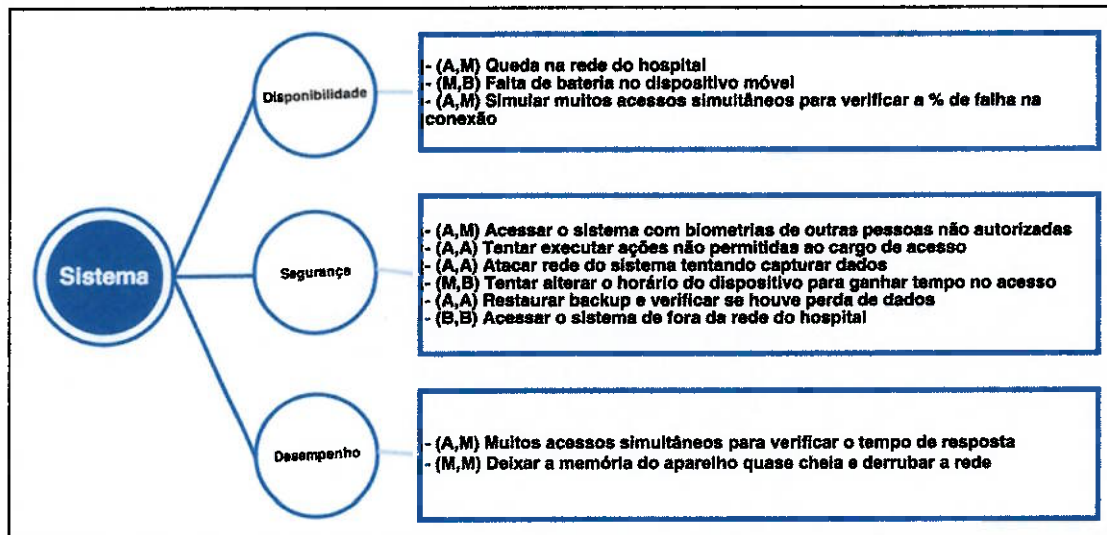 Sistema
Disponibilidade
- (A,M) Queda na rede do hospital
- (M,B) Falta de bateria no dispositivo móvel
- (A,M) Simular muitos acessos simultâneos para verificar a % de falha na
conexão
Segurança
- (A,M) Acessar o sistema com biometrias de outras pessoas não autorizadas
- (A,A) Tentar executar ações não permitidas ao cargo de acesso
- (A,A) Atacar rede do sistema tentando capturar dados
- (M,B) Tentar alterar o horário do dispositivo para ganhar tempo no acesso
- (A,A) Restaurar backup e verificar se houve perda de dados
- (B,B) Acessar o sistema de fora da rede do hospital
Desempenho
- (A,M) Muitos acessos simultâneos para verificar o tempo de resposta
- (M,M) Deixar a memória do aparelho quase cheia e derrubar a rede